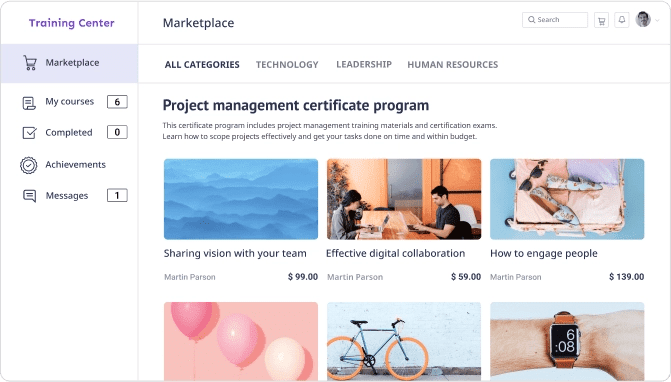 Training Center
Marketplace
Search
Marketplace
My courses 6
Completed 0
Achievements
Messages 1
ALL CATEGORIES TECHNOLOGY LEADERSHIP HUMAN RESOURCES
Project management certificate program
This certificate program includes project management training materials and certification exams.
Learn how to scope projects effectively and get your tasks done on time and within budget.
Sharing vision with your team
Martin Parson $ 99.00
Effective digital collaboration
Martin Parson $ 59.00
How to engage people
Martin Parson $ 139.00
6
:08